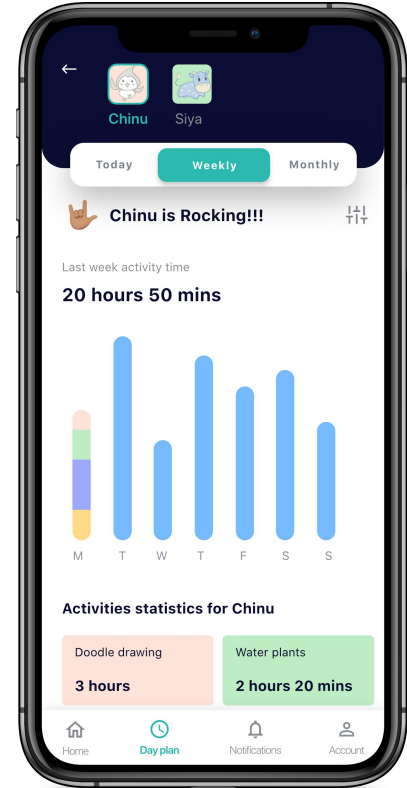 Chinu Siya
Today Weekly Monthly
Chinu is Rocking!!!
Last week activity time
20 hours 50 mins
M T W T F S S
Activities statistics for Chinu
Doodle drawing
3 hours
Water plants
2 hours 20 mins
Home Day plan Notifications Account